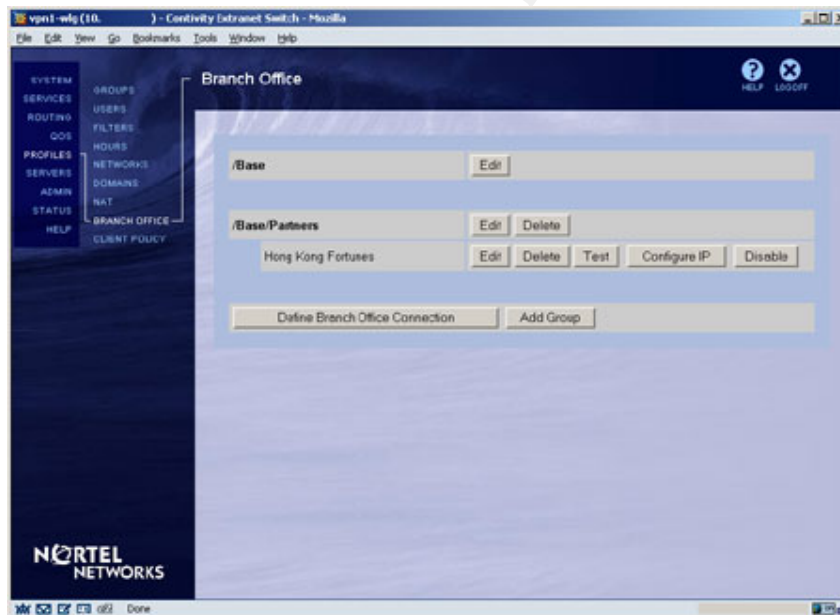 vpn1-wlg (10. ) - Contivity Extranet Switch - Mozilla
File Edit View Go Bookmarks Tools Window Help
Branch Office
HELP LOGOFF
SYSTEM
SERVICES
ROUTING
QOS
PROFILES
SERVERS
ADMIN
STATUS
HELP
GROUPS
USERS
FILTERS
HOURS
NETWORKS
DOMAINS
NAT
BRANCH OFFICE
CLIENT POLICY
/Base Edit
/Base/Partners Edit Delete
Hong Kong Fortunes Edit Delete Test Configure IP Disable
Define Branch Office Connection Add Group
NORTEL
NETWORKS
Done